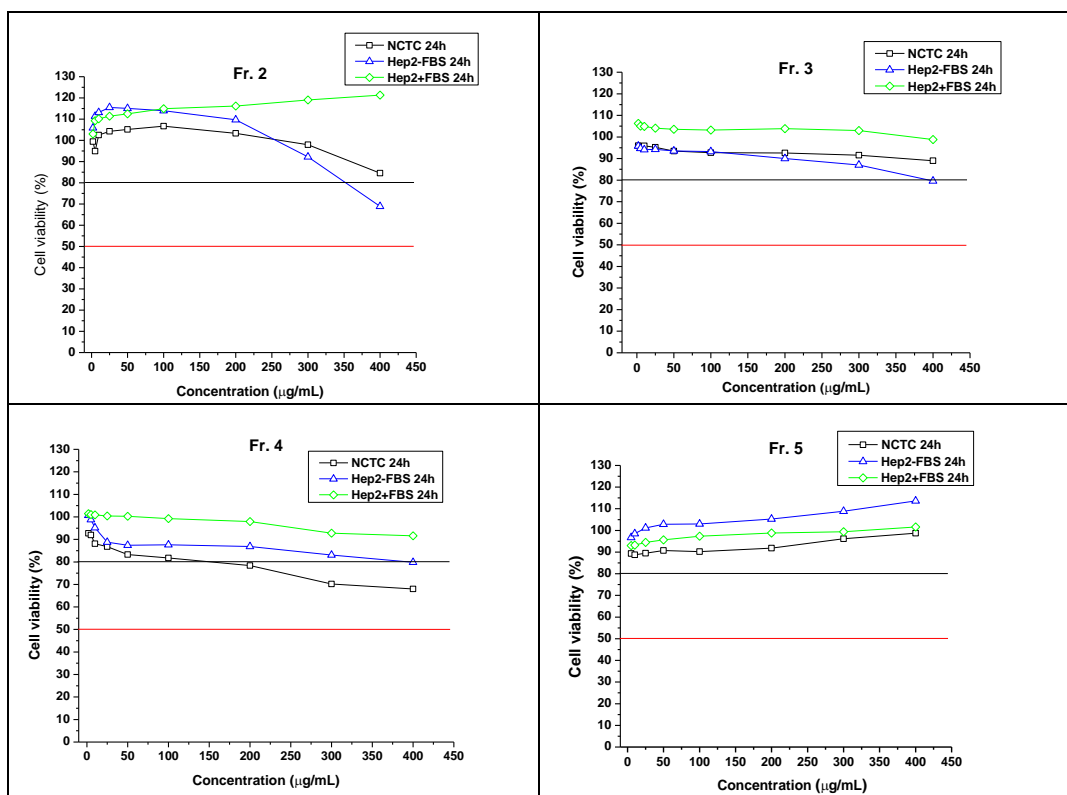 Fr. 2
NCTC 24h
Hep2-FBS 24h
Hep2+FBS 24h
130
120
110
100
90
80
70
60
50
40
30
20
10
0
Cell viability (%)
0 50 100 150 200 250 300 350 400 450
Concentration (µg/mL)
Fr. 3
NCTC 24h
Hep2-FBS 24h
Hep2+FBS 24h
130
120
110
100
90
80
70
60
50
40
30
20
10
0
Cell viability (%)
0 50 100 150 200 250 300 350 400 450
Concentration (µg/mL)
Fr. 4
NCTC 24h
Hep2-FBS 24h
Hep2+FBS 24h
130
120
110
100
90
80
70
60
50
40
30
20
10
0
Cell viability (%)
0 50 100 150 200 250 300 350 400 450
Concentration (µg/mL)
Fr. 5
NCTC 24h
Hep2-FBS 24h
Hep2+FBS 24h
130
120
110
100
90
80
70
60
50
40
30
20
10
0
Cell viability (%)
0 50 100 150 200 250 300 350 400 450
Concentration (µg/mL)